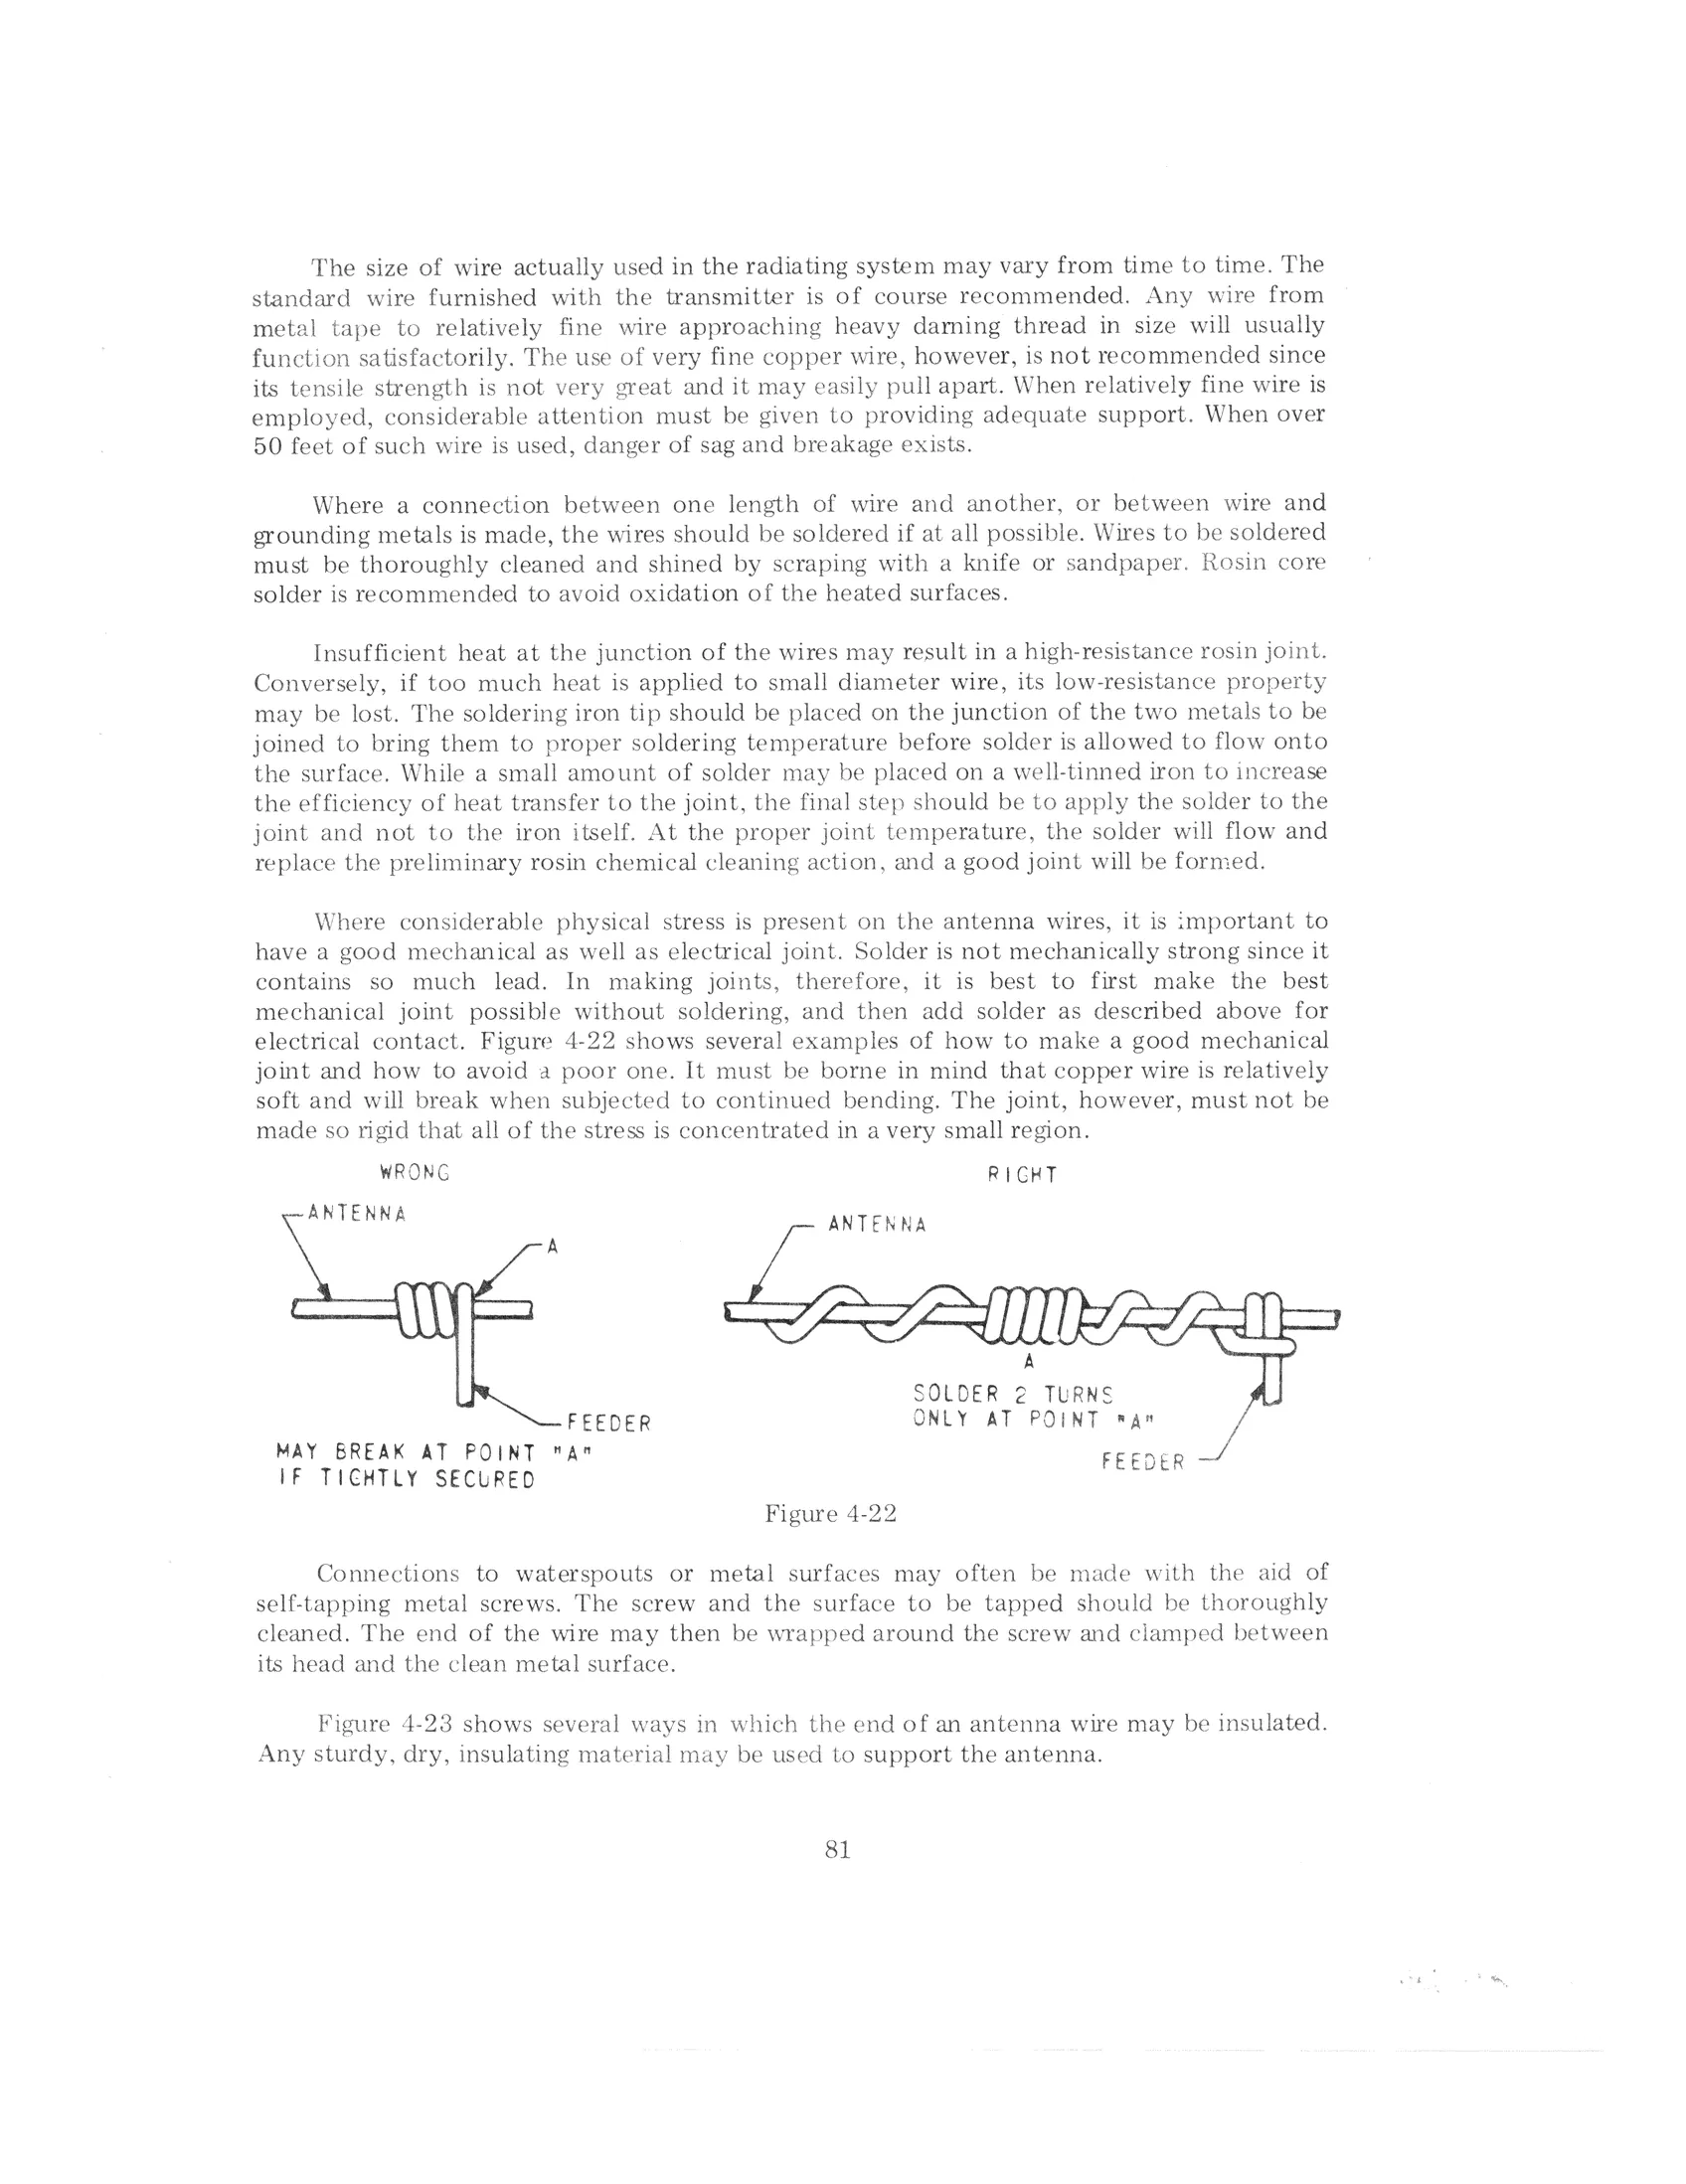 The size of wire actually used in the radiating system may vary from time to time. The
standard wire furnished with the transmitter is of course recommended. Any wire from
metal tape to relatively fine wire approaching heavy darning thread in size will usually
function satisfactorily. The use of very fine copper wire, however, is not recommended since
its tensile strength is not very great and it may easily pull apart. When relatively fine wire is
employed, considerable attention must be given to providing adequate support. When over
50 feet of such wire is used, danger of sag and breakage exists.
Where a connection between one length of wire and another, or between wire and
grounding metals is made, the wires should be soldered if at all possible. Wires to be soldered
must be thoroughly cleaned and shined by scraping with a knife or sandpaper. Rosin core
solder is recommended to avoid oxidation of the heated surfaces.
Insufficient heat at the junction of the wires may result in a high-resistance rosin joint.
Conversely, if too much heat is applied to small diameter wire, its low-resistance property
may be lost. The soldering iron tip should be placed on the junction of the two metals to be
joined to bring them to proper soldering temperature before solder is allowed to flow onto
the surface. While a small amount of solder may be placed on a well-tinned iron to increase
the efficiency of heat transfer to the joint, the final step should be to apply the solder to the
joint and not to the iron itself. At the proper joint temperature, the solder will flow and
replace the preliminary rosin chemical cleaning action, and a good joint will be formed.
Where considerable physical stress is present on the antenna wires, it is important to
have a good mechanical as well as electrical joint. Solder is not mechanically strong since it
contains so much lead. In making joints, therefore, it is best to first make the best
mechanical joint possible without soldering, and then add solder as described above for
electrical contact. Figure 4-22 shows several examples of how to make a good mechanical
joint and how to avoid a poor one. It must be borne in mind that copper wire is relatively
soft and will break when subjected to continued bending. The joint, however, must not be
made so rigid that all of the stress is concentrated in a very small region.
WRONG
ANTENNA
A
FEEDER
MAY BREAK AT POINT "A"
IF TIGHTLY SECURED
RIGHT
ANTENNA
A
SOLDER 2 TURNS
ONLY AT POINT "A"
FEEDER
Figure 4-22
Connections to waterspouts or metal surfaces may often be made with the aid of
self-tapping metal screws. The screw and the surface to be tapped should be thoroughly
cleaned. The end of the wire may then be wrapped around the screw and clamped between
its head and the clean metal surface.
Figure 4-23 shows several ways in which the end of an antenna wire may be insulated.
Any sturdy, dry, insulating material may be used to support the antenna.
81